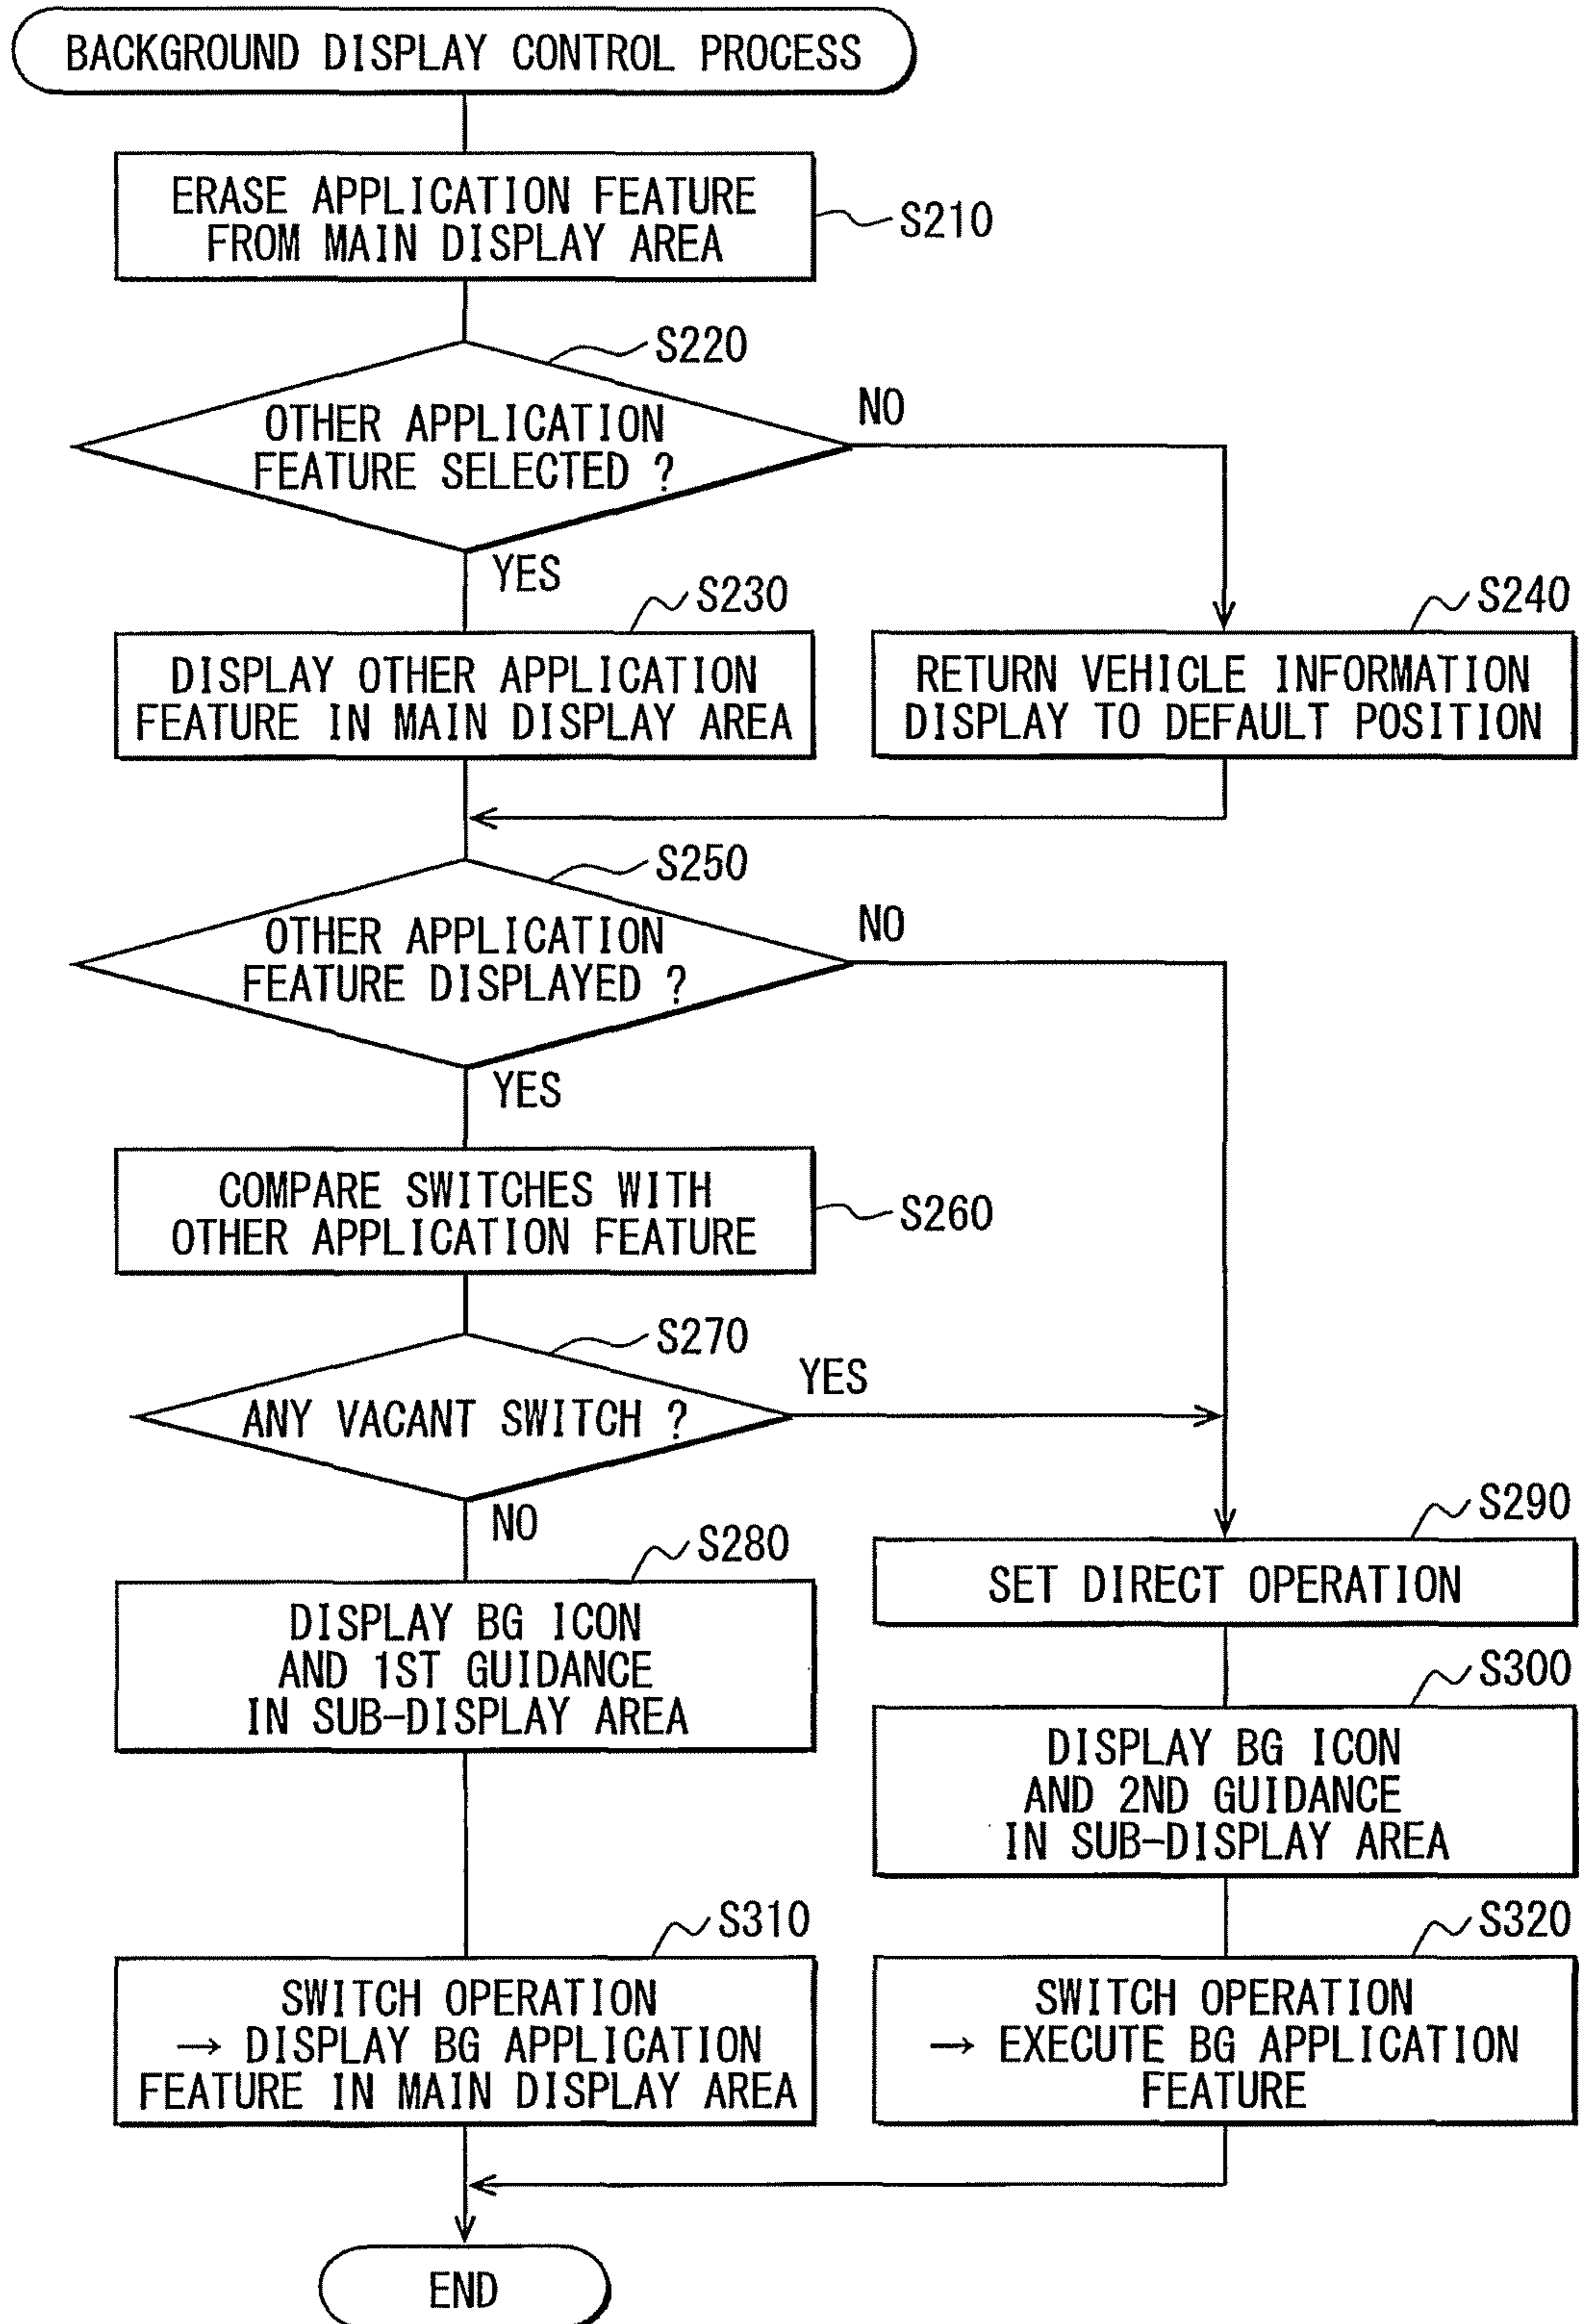 BACKGROUND DISPLAY CONTROL PROCESS
ERASE APPLICATION FEATURE
FROM MAIN DISPLAY AREA
S210
S220
OTHER APPLICATION
FEATURE SELECTED ?
NO
YES
S230
DISPLAY OTHER APPLICATION
FEATURE IN MAIN DISPLAY AREA
S240
RETURN VEHICLE INFORMATION
DISPLAY TO DEFAULT POSITION
S250
OTHER APPLICATION
FEATURE DISPLAYED ?
NO
YES
COMPARE SWITCHES WITH
OTHER APPLICATION FEATURE
S260
S270
ANY VACANT SWITCH ?
YES
NO
S280
DISPLAY BG ICON
AND 1ST GUIDANCE
IN SUB-DISPLAY AREA
S290
SET DIRECT OPERATION
S300
DISPLAY BG ICON
AND 2ND GUIDANCE
IN SUB-DISPLAY AREA
S310
SWITCH OPERATION
→ DISPLAY BG APPLICATION
FEATURE IN MAIN DISPLAY AREA
S320
SWITCH OPERATION
→ EXECUTE BG APPLICATION
FEATURE
END